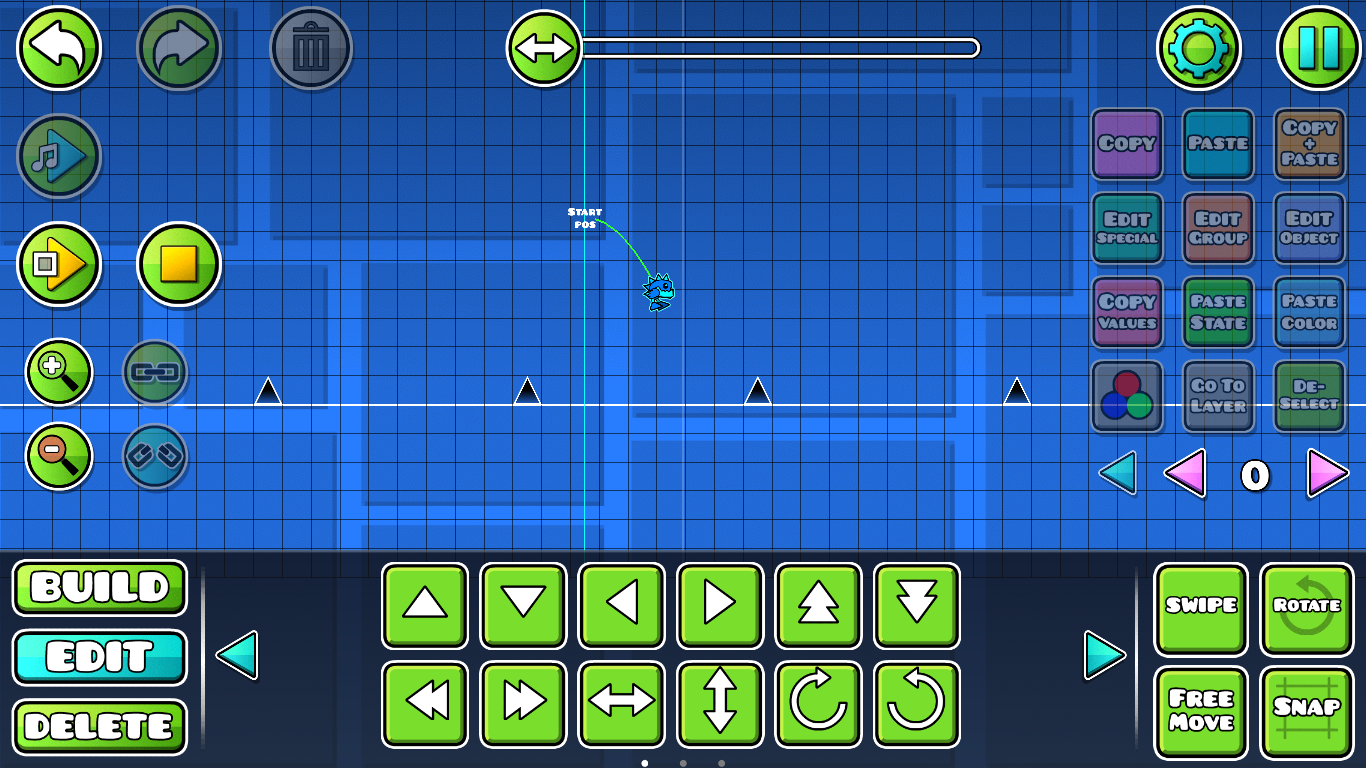 COPY
PASTE
COPY
+
PASTE
START
POS
EDIT
SPECIAL
EDIT
GROUP
EDIT
OBJECT
COPY
VALUES
PASTE
STATE
PASTE
COLOR
GO TO
LAYER
DE-
SELECT
0
BUILD
EDIT
DELETE
SWIPE
ROTATE
FREE
MOVE
SNAP